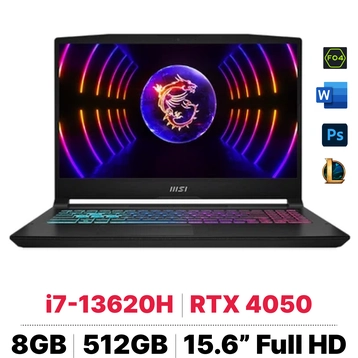 FO4
W
Ps
L
msi
i7-13620H | RTX 4050
8GB | 512GB | 15.6” Full HD